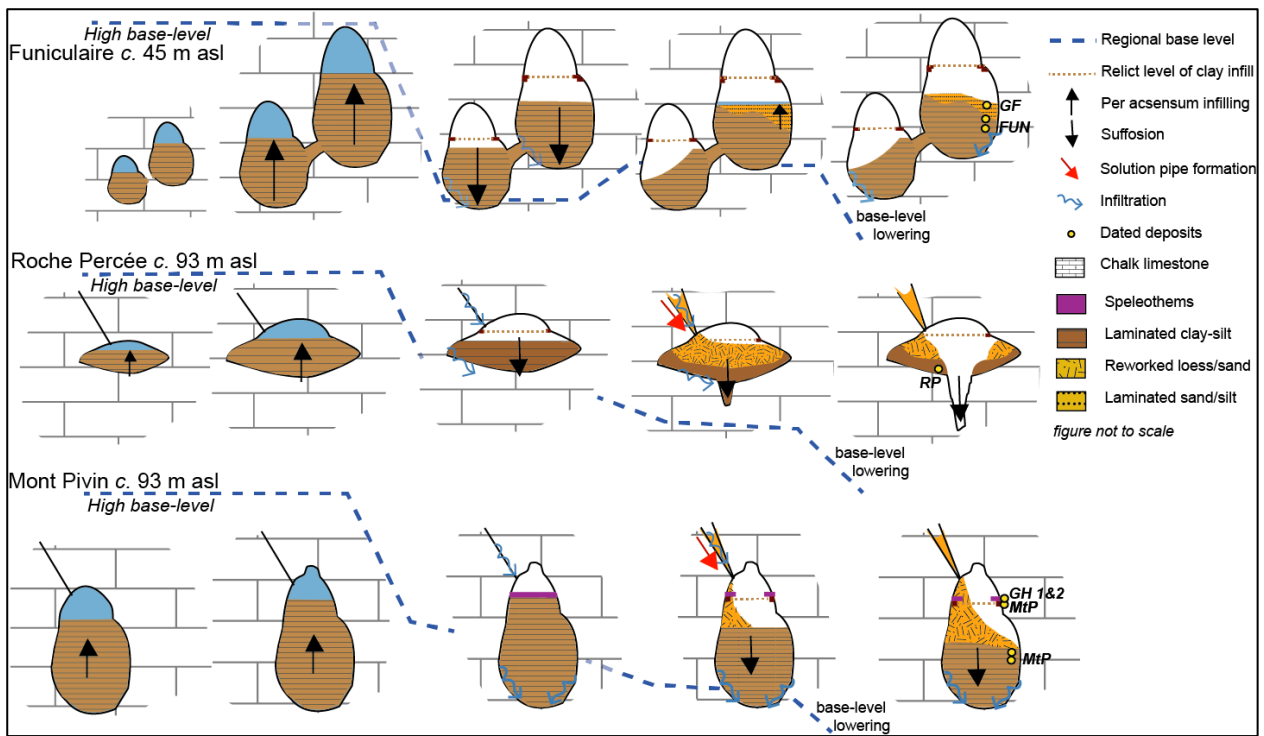 High base-level
Funiculaire c. 45 m asl
GF
FUN
base-level
lowering
Roche Percée c. 93 m asl
High base-level
RP
base-level
lowering
Mont Pivin c. 93 m asl
High base-level
GH 1&2
MtP
MtP
base-level
lowering
Regional base level
Relict level of clay infill
Per acsensum infilling
Suffosion
Solution pipe formation
Infiltration
Dated deposits
Chalk limestone
Speleothems
Laminated clay-silt
Reworked loess/sand
Laminated sand/silt
figure not to scale